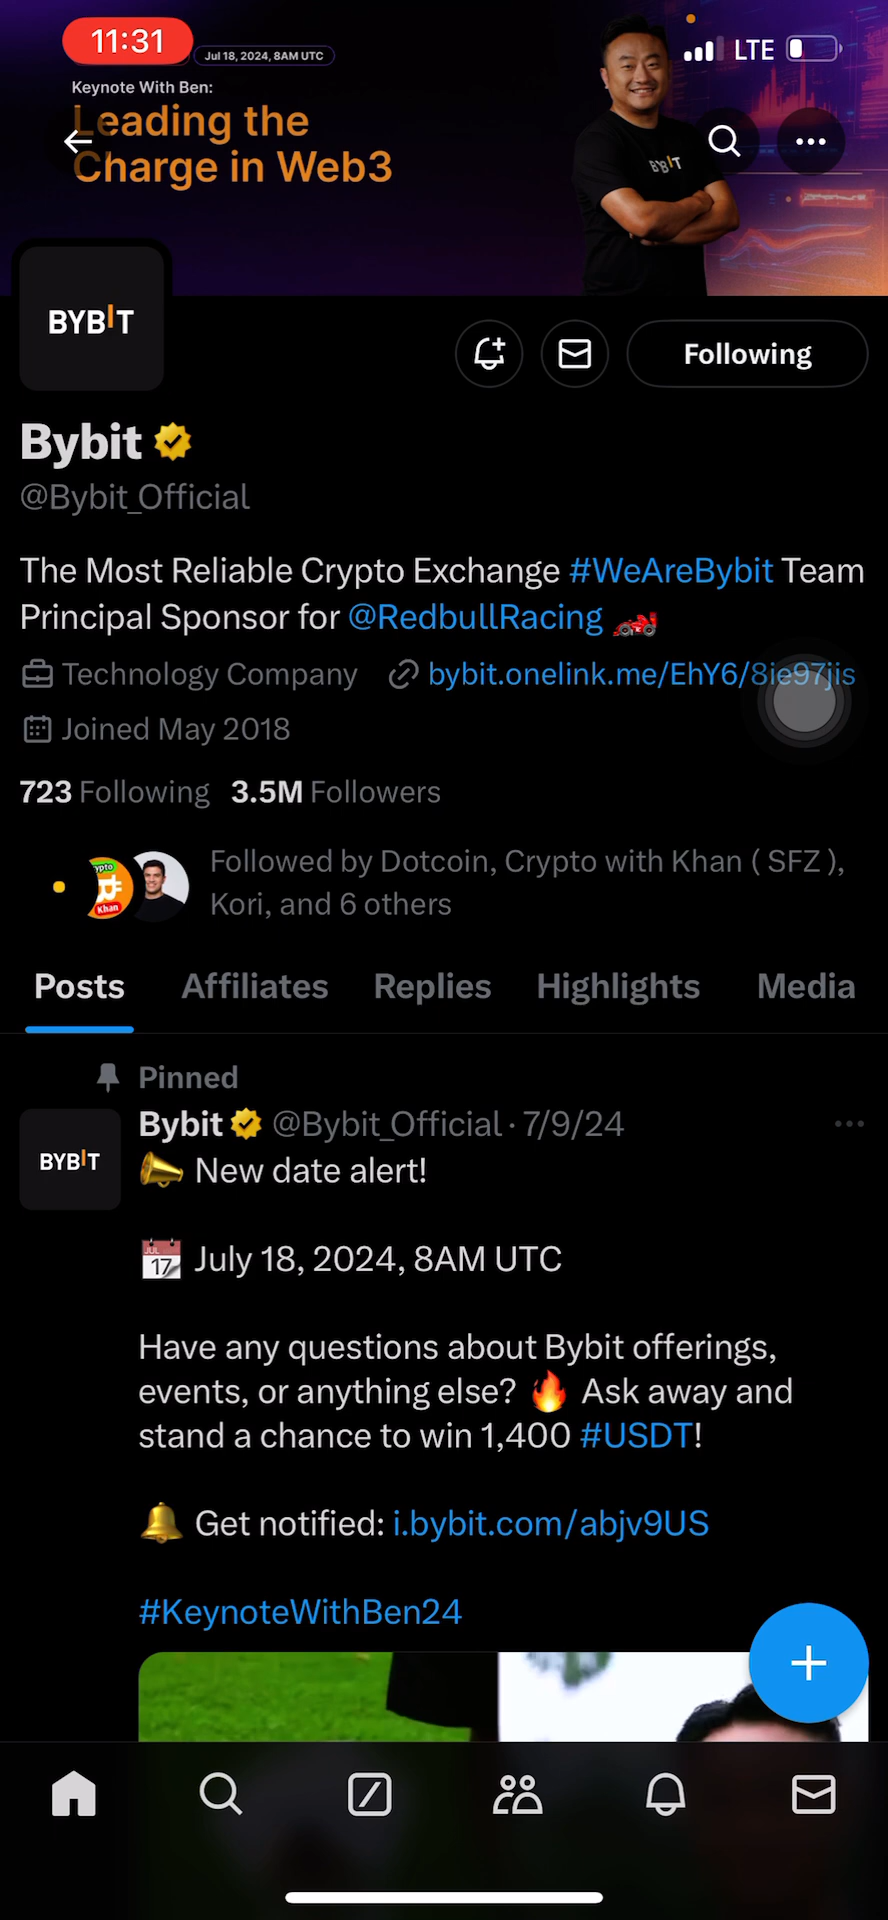 11:31
Jul 18, 2024, 8AM UTC
LTE
Keynote With Ben:
Leading the
Charge in Web3
BYBIT
BYBIT
Following
Bybit
@Bybit_Official
The Most Reliable Crypto Exchange #WeAreBybit Team
Principal Sponsor for @RedbullRacing
Technology Company bybit.onelink.me/EhY6/8ie97jis
Joined May 2018
723 Following 3.5M Followers
Followed by Dotcoin, Crypto with Khan ( SFZ ),
Kori, and 6 others
Khan
Posts Affiliates Replies Highlights Media
Pinned
Bybit @Bybit_Official · 7/9/24
BYBIT
New date alert!
JUL
17
July 18, 2024, 8AM UTC
Have any questions about Bybit offerings,
events, or anything else? 🔥 Ask away and
stand a chance to win 1,400 #USDT!
Get notified: i.bybit.com/abjv9US
#KeynoteWithBen24